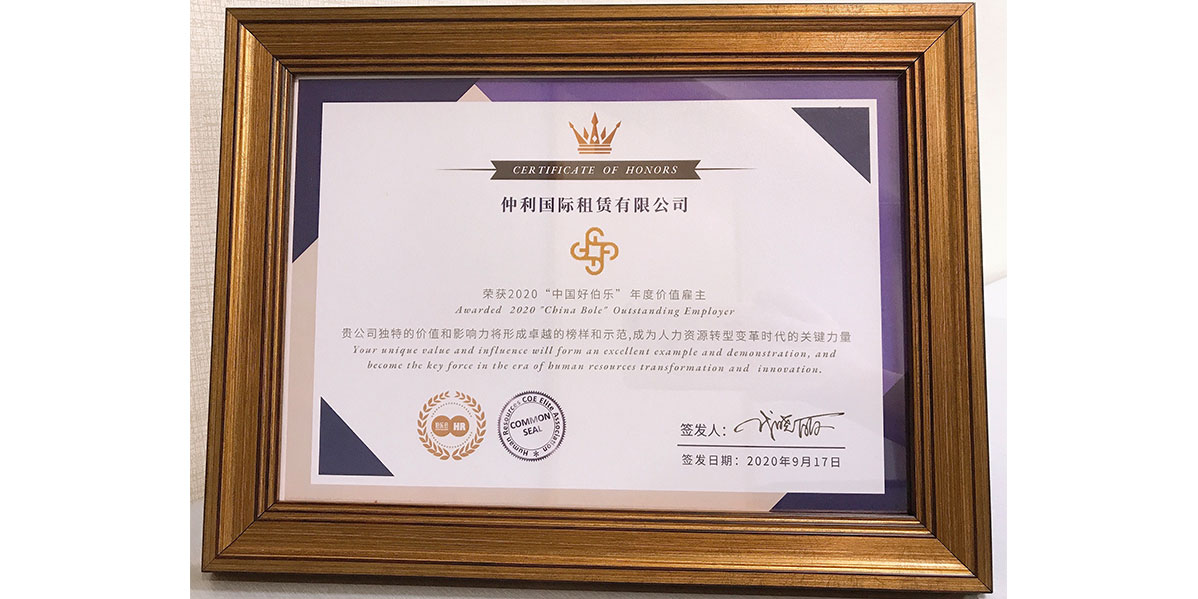 CERTIFICATE OF HONORS
仲利国际租赁有限公司
荣获2020“中国好伯乐”年度价值雇主
Awarded 2020 "China Bole" Outstanding Employer
贵公司独特的价值和影响力将形成卓越的榜样和示范,成为人力资源转型变革时代的关键力量
Your unique value and influence will form an excellent example and demonstration, and
become the key force in the era of human resources transformation and innovation.
HR
Human Resources COE Elite Association
COMMON
SEAL
签发人：
签发日期：2020年9月17日